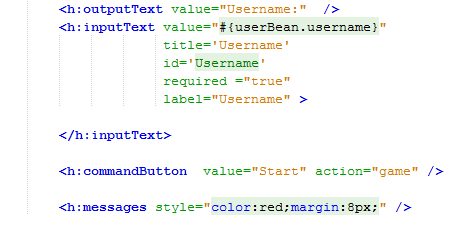 <h:outputText value="Username:"  />
<h:inputText value="#{userBean.username}"
title='Username'
id='Username'
required ="true"
label="Username" >
</h:inputText>
<h:commandButton  value="Start" action="game" />
<h:messages style="color:red;margin:8px;" />